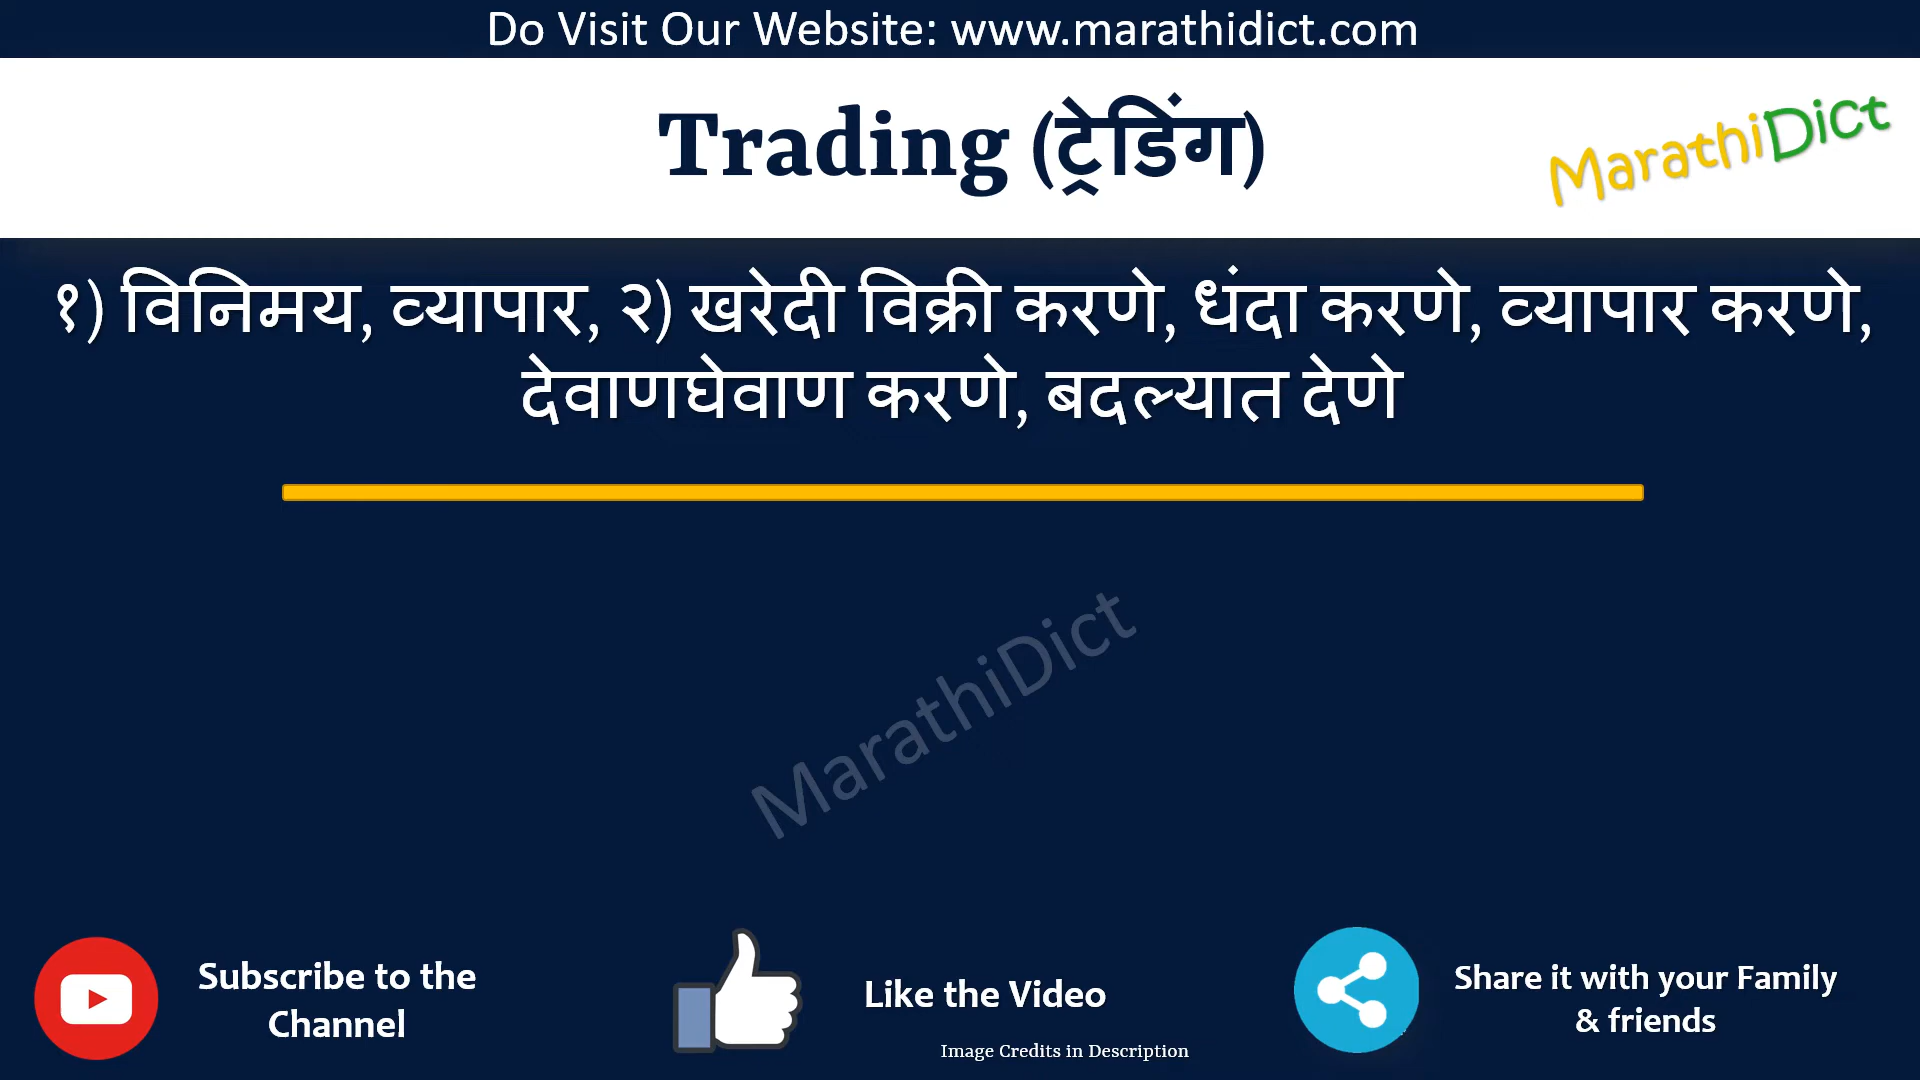 Do Visit Our Website: www.marathidict.com
Trading (ट्रेडिंग)
MarathiDict
१) विनिमय, व्यापार, २) खरेदी विक्री करणे, धंदा करणे, व्यापार करणे,
देवाणघेवाण करणे, बदल्यात देणे
MarathiDict
Subscribe to the
Channel
Like the Video
Share it with your Family
& friends
Image Credits in Description